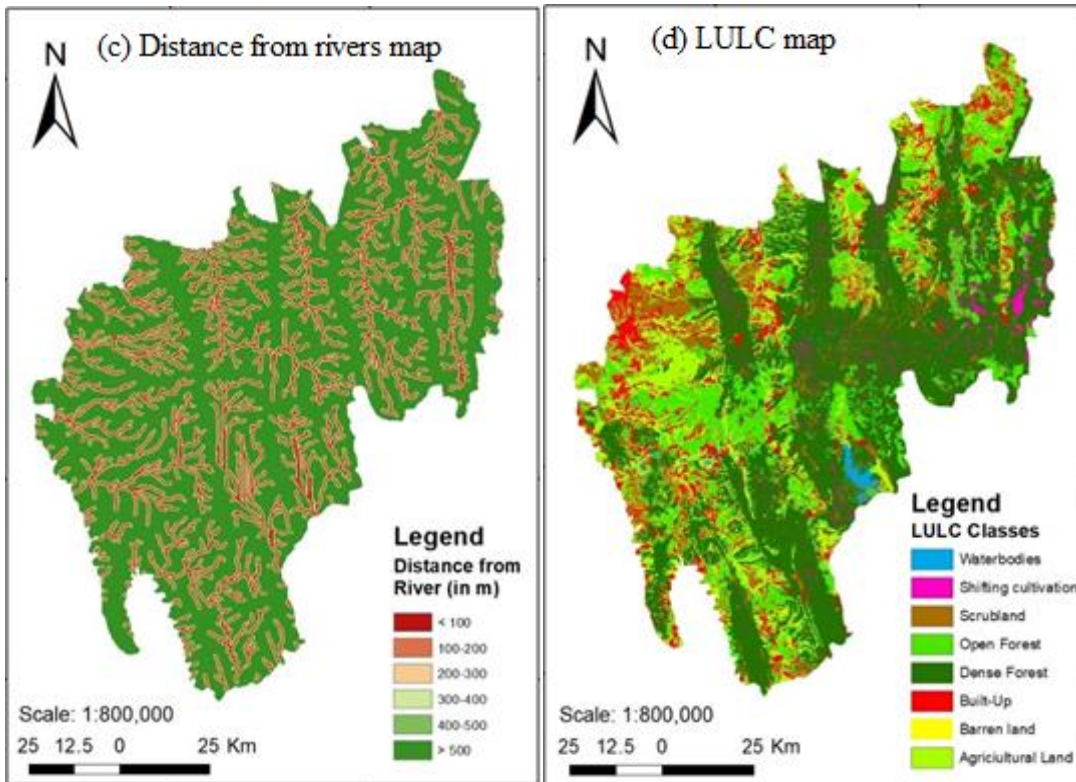 (c) Distance from rivers map
N
Legend
Distance from
River (in m)
< 100
100-200
200-300
300-400
400-500
> 500
Scale: 1:800,000
25 12.5 0 25 Km
(d) LULC map
N
Legend
LULC Classes
Waterbodies
Shifting cultivation
Scrubland
Open Forest
Dense Forest
Built-Up
Barren land
Agriciultural Land
Scale: 1:800,000
25 12.5 0 25 Km